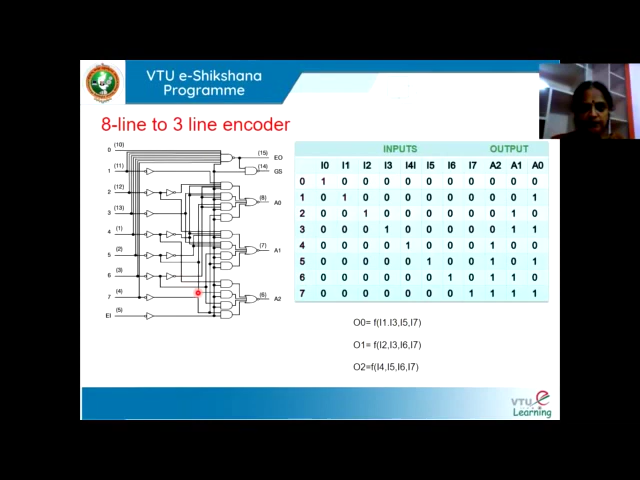 VTU e-Shikshana
Programme
8-line to 3 line encoder
0 (10)
1 (11)
2 (12)
3 (13)
4 (1)
5 (2)
6 (3)
7 (4)
EI (5)
(15) EO
(14) GS
(8) A0
(7) A1
(6) A2
INPUTS OUTPUT
I0 I1 I2 I3 I4I I5 I6 I7 A2 A1 A0
0 1 0 0 0 0 0 0 0 0 0 0
1 0 1 0 0 0 0 0 0 0 0 1
2 0 0 1 0 0 0 0 0 0 1 0
3 0 0 0 1 0 0 0 0 0 1 1
4 0 0 0 0 1 0 0 0 1 0 0
5 0 0 0 0 0 1 0 0 1 0 1
6 0 0 0 0 0 0 1 0 1 1 0
7 0 0 0 0 0 0 0 1 1 1 1
O0= f(I1.I3,I5,I7)
O1= f(I2,I3,I6,I7)
O2=f(I4,I5,I6,I7)
VTU e
Learning